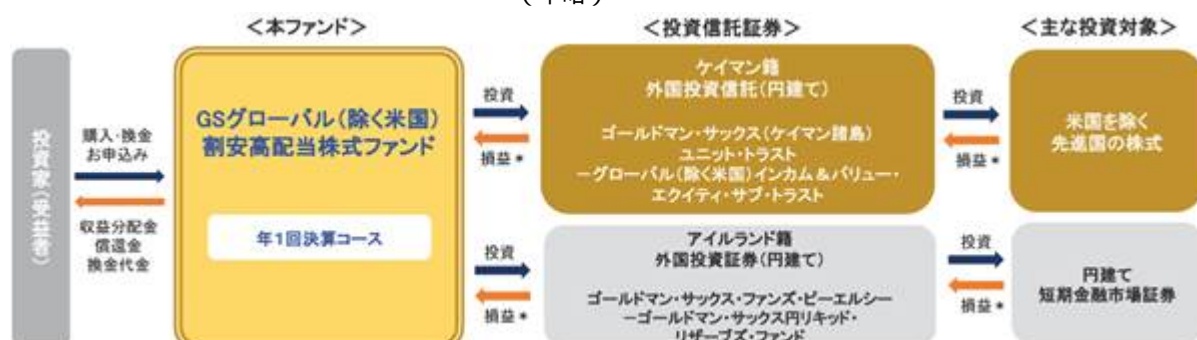 ＜本ファンド＞
＜投資信託証券＞
＜主な投資対象＞
投資家（受益者）
購入・換金
お申込み
収益分配金
償還金
換金代金
GSグローバル（除く米国）
割安高配当株式ファンド
年1回決算コース
投資
損益＊
ケイマン籍
外国投資信託（円建て）
ゴールドマン・サックス（ケイマン諸島）
ユニット・トラスト
－グローバル（除く米国）インカム＆バリュー・
エクイティ・サブ・トラスト
投資
損益＊
米国を除く
先進国の株式
投資
損益＊
アイルランド籍
外国投資証券（円建て）
ゴールドマン・サックス・ファンズ・ピーエルシー
－ゴールドマン・サックス円リキッド・
リザーブズ・ファンド
投資
損益＊
円建て
短期金融市場証券